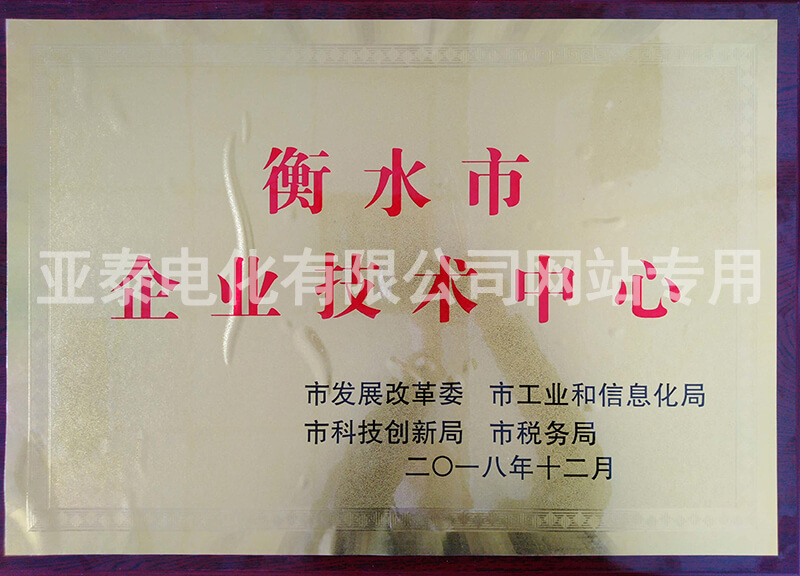 衡水市
亚泰电化有限公司网站专用
企业技术中心
市发展改革委 市工业和信息化局
市科技创新局 市税务局
二〇一八年十二月